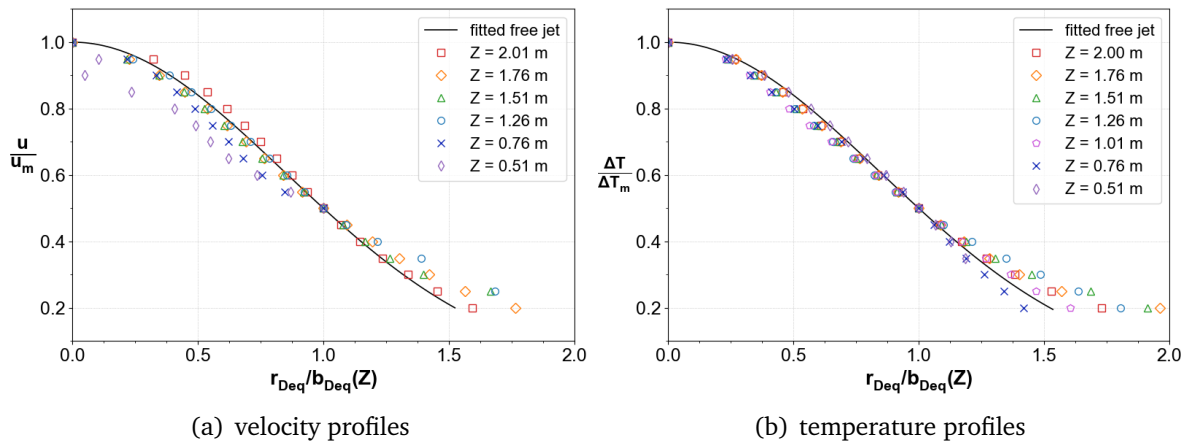 1.0
0.8
0.6
0.4
0.2
u
u_m
fitted free jet
Z = 2.01 m
Z = 1.76 m
Z = 1.51 m
Z = 1.26 m
Z = 0.76 m
Z = 0.51 m
0.0 0.5 1.0 1.5 2.0
r_Deq/b_Deq(Z)
(a) velocity profiles
1.0
0.8
0.6
0.4
0.2
ΔT
ΔT_m
fitted free jet
Z = 2.00 m
Z = 1.76 m
Z = 1.51 m
Z = 1.26 m
Z = 1.01 m
Z = 0.76 m
Z = 0.51 m
0.0 0.5 1.0 1.5 2.0
r_Deq/b_Deq(Z)
(b) temperature profiles